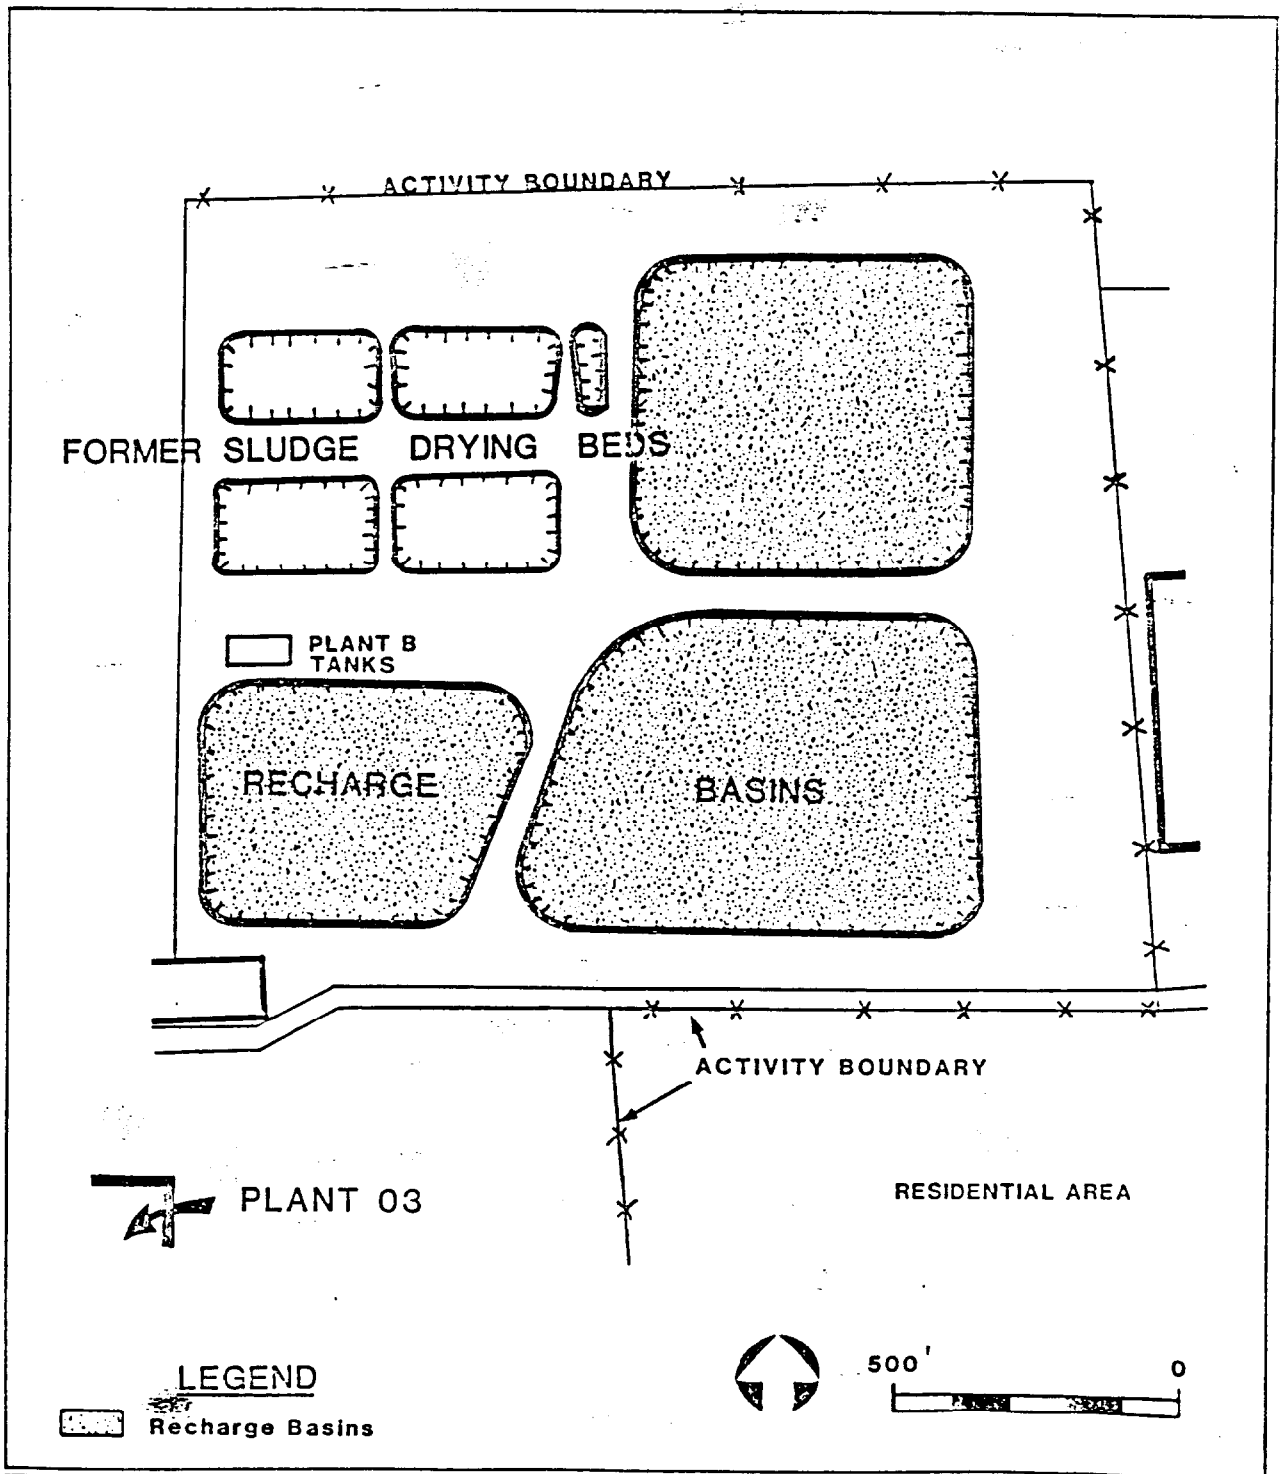 ACTIVITY BOUNDARY
FORMER SLUDGE DRYING BEDS
PLANT B
TANKS
RECHARGE BASINS
ACTIVITY BOUNDARY
RESIDENTIAL AREA
PLANT 03
500' 0
LEGEND
Recharge Basins